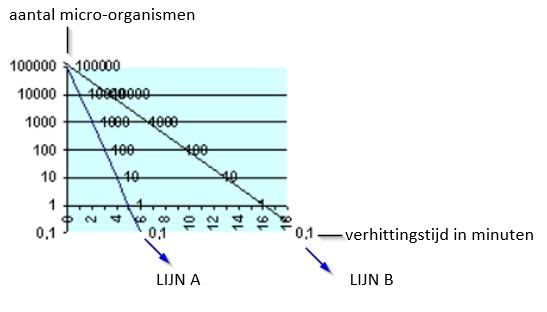 aantal micro-organismen
100000 100000
10000 10000 10000
1000 1000 1000
100 100 100
10 10 10
1 1 1
0 2 4 6 8 10 12 14 16 18
0,1 0,1 0,1 verhittingstijd in minuten
LIJN A LIJN B